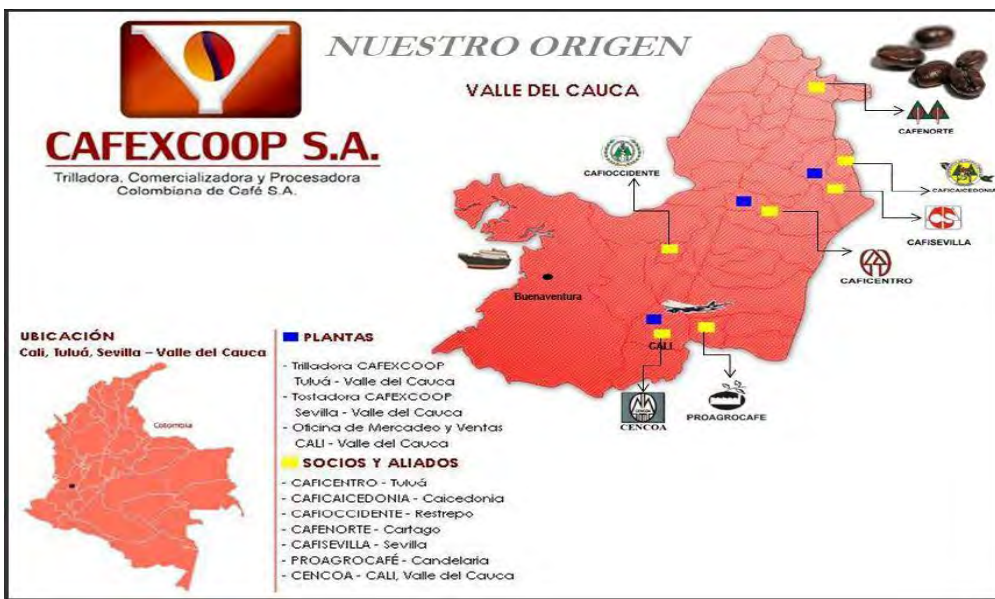 NUESTRO ORIGEN
CAFEXCOOP S.A.
Trilladora, Comercializadora y Procesadora
Colombiana de Café S.A.
VALLE DEL CAUCA
CAFENORTE
CAFIOCCIDENTE
CAFICAICEDONIA
CS
CAFISEVILLA
CAFICENTRO
Buenaventura
CALI
CENCOA
CENCOA
PROAGROCAFE
UBICACIÓN
Cali, Tuluá, Sevilla – Valle del Cauca
Colombia
PLANTAS
- Trilladora CAFEXCOOP
Tuluá - Valle del Cauca
- Tostadora CAFEXCOOP
Sevilla - Valle del Cauca
- Oficina de Mercadeo y Ventas
CALI - Valle del Cauca
SOCIOS Y ALIADOS
- CAFICENTRO - Tuluá
- CAFICAICEDONIA - Caicedonia
- CAFIOCCIDENTE - Restrepo
- CAFENORTE - Cartago
- CAFISEVILLA - Sevilla
- PROAGROCAFÉ - Candelaria
- CENCOA - CALI, Valle del Cauca